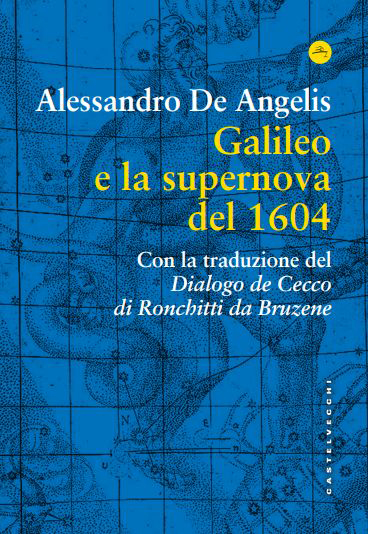 Alessandro De Angelis
Galileo
e la supernova
del 1604
Con la traduzione del
Dialogo de Cecco
di Ronchitti da Bruzene
CASTELVECCHI
N